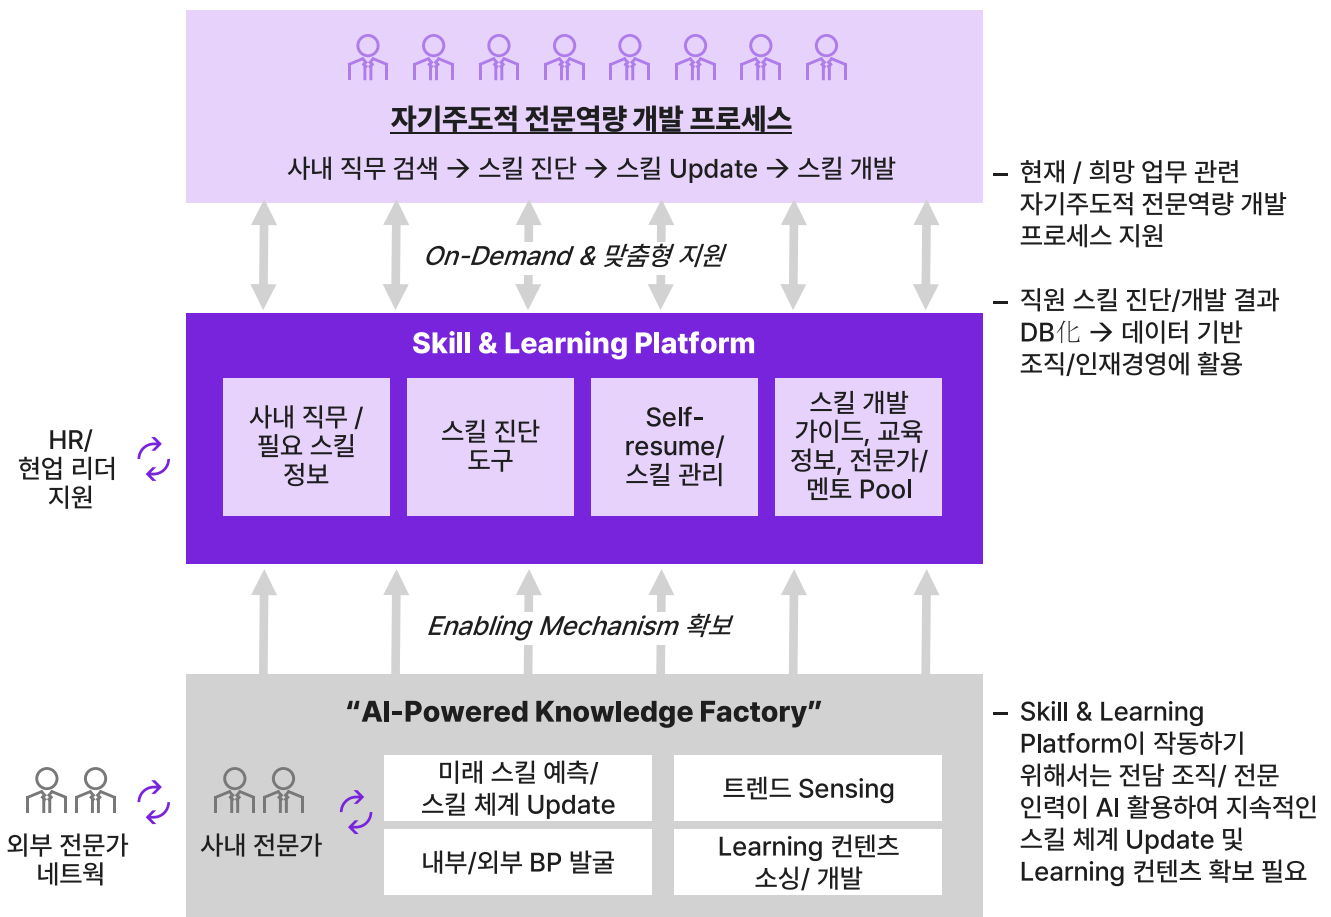 자기주도적 전문역량 개발 프로세스
사내 직무 검색 → 스킬 진단 → 스킬 Update → 스킬 개발
– 현재 / 희망 업무 관련
자기주도적 전문역량 개발
프로세스 지원
On-Demand & 맞춤형 지원
– 직원 스킬 진단/개발 결과
DB化 → 데이터 기반
조직/인재경영에 활용
Skill & Learning Platform
HR/
현업 리더
지원
사내 직무 /
필요 스킬
정보
스킬 진단
도구
Self-
resume/
스킬 관리
스킬 개발
가이드, 교육
정보, 전문가/
멘토 Pool
Enabling Mechanism 확보
“AI-Powered Knowledge Factory”
외부 전문가
네트웍
사내 전문가
미래 스킬 예측/
스킬 체계 Update
트렌드 Sensing
내부/외부 BP 발굴
Learning 컨텐츠
소싱/ 개발
– Skill & Learning
Platform이 작동하기
위해서는 전담 조직/ 전문
인력이 AI 활용하여 지속적인
스킬 체계 Update 및
Learning 컨텐츠 확보 필요